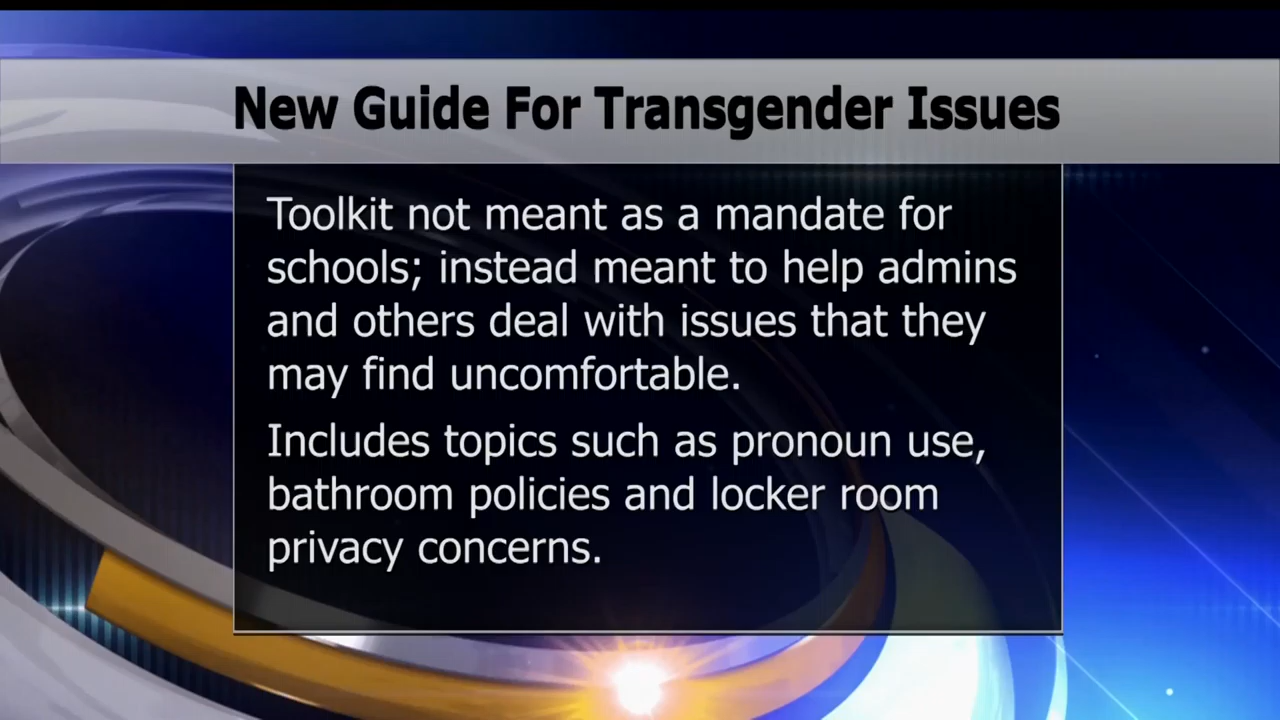 New Guide For Transgender Issues
Toolkit not meant as a mandate for
schools; instead meant to help admins
and others deal with issues that they
may find uncomfortable.
Includes topics such as pronoun use,
bathroom policies and locker room
privacy concerns.